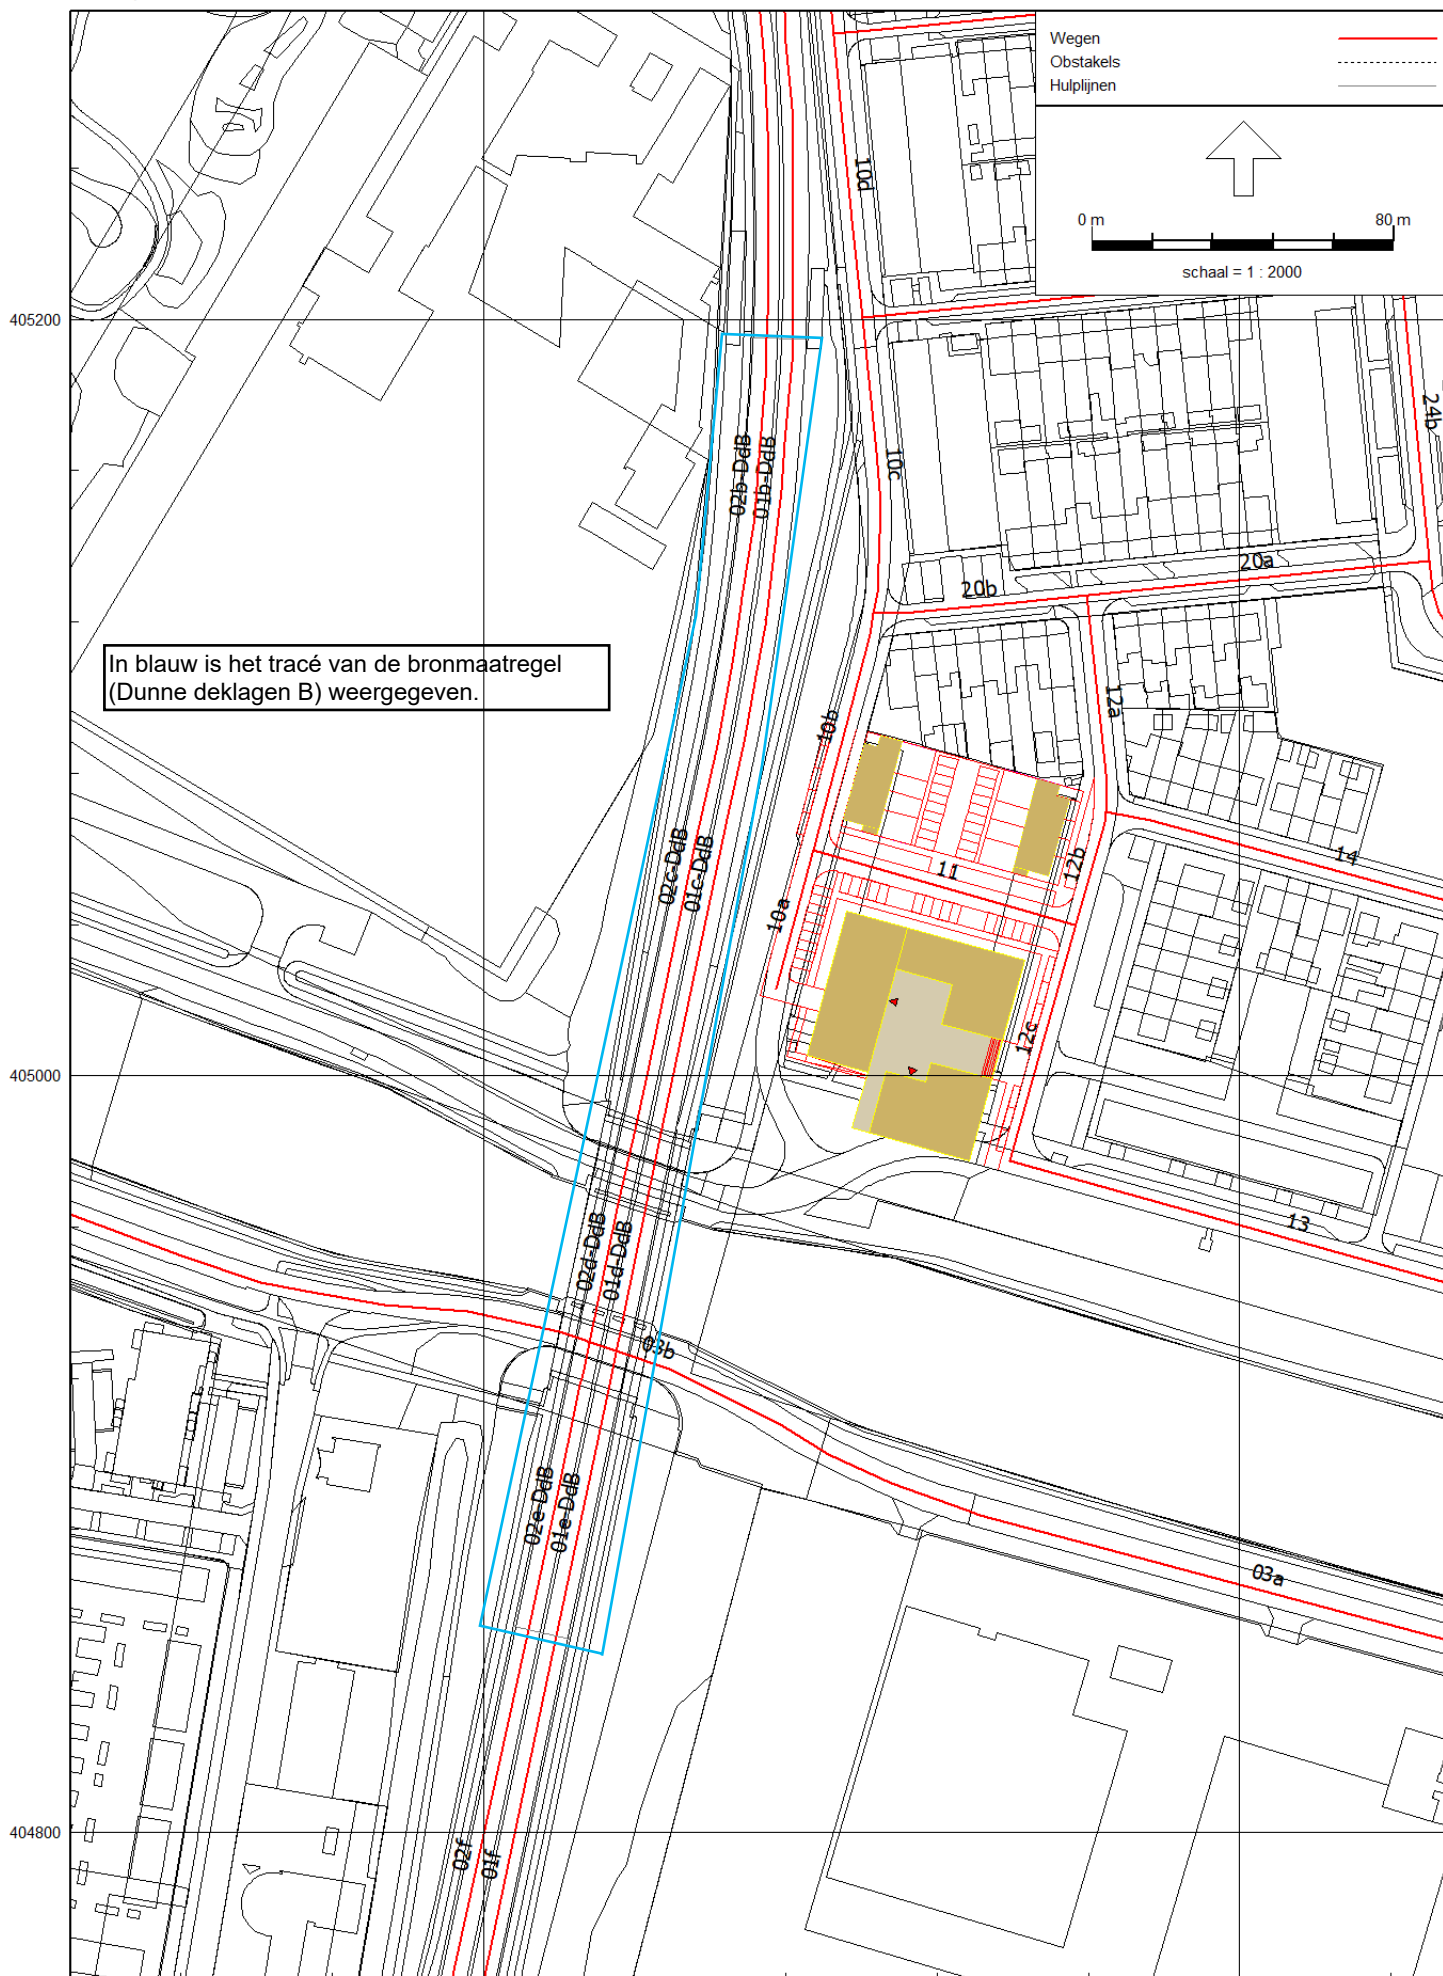 Wegen
Obstakels
Hulplijnen
0 m
80 m
schaal = 1 : 2000
10d
405200
24b
02b-DdB
01b-DdB
10c
20a
20b
In blauw is het tracé van de bronmaatregel
(Dunne deklagen B) weergegeven.
12a
10b
02c-DdB
01c-DdB
14
12b
11
10a
12c
405000
13
02d-DdB
01d-DdB
03b
02e-DdB
01e-DdB
03a
404800
02f
01f